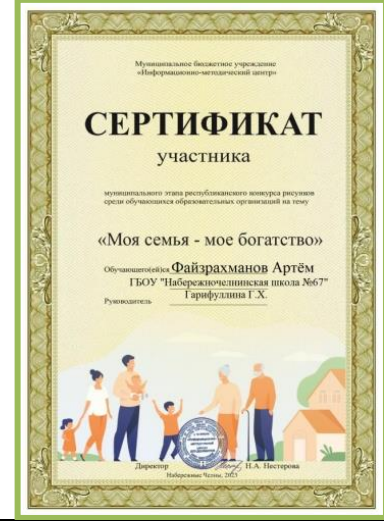 Муниципальное бюджетное учреждение
«Информационно-методический центр»
СЕРТИФИКАТ
участника
муниципального этапа республиканского конкурса рисунков
среди обучающихся образовательных организаций на тему
«Моя семья - мое богатство»
Обучающего(ей)ся Файзрахманов Артём
ГБОУ "Набережночелнинская школа №67"
Руководитель Гарифуллина Г.Х.
Директор Н.А. Нестерова
Набережные Челны, 2023